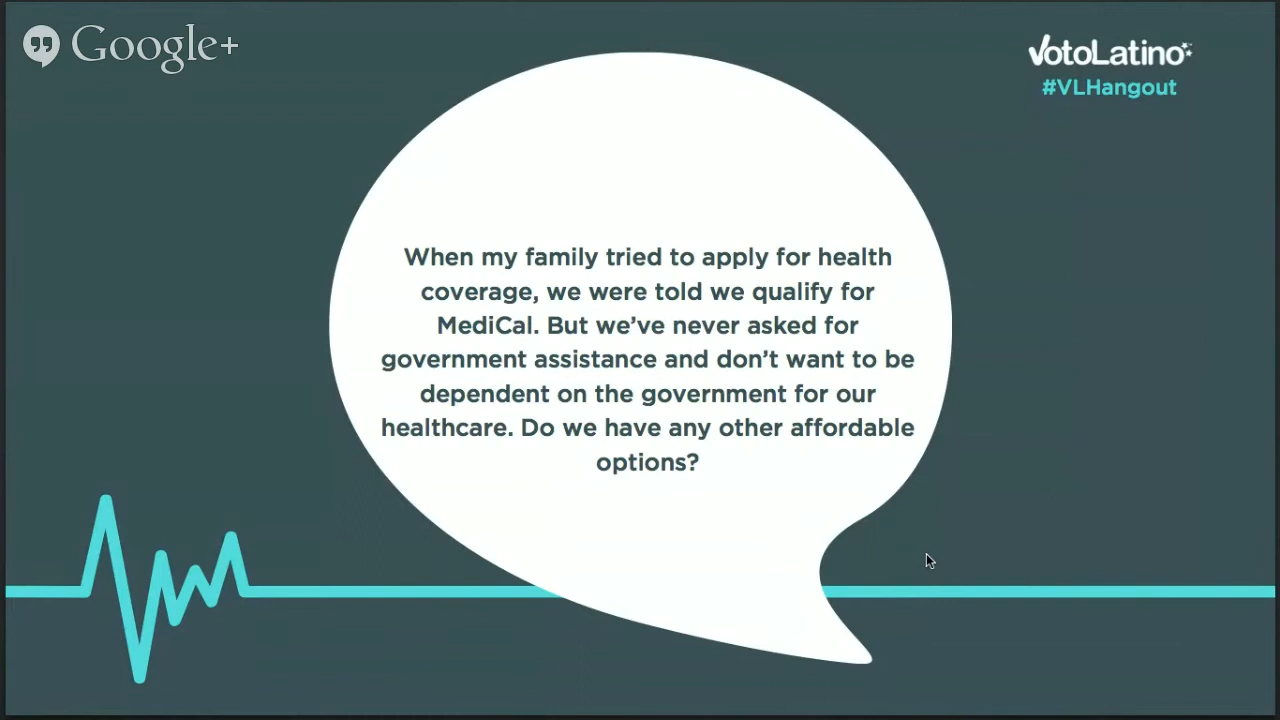 Google+
VotoLatino
#VLHangout
When my family tried to apply for health
coverage, we were told we qualify for
MediCal. But we’ve never asked for
government assistance and don’t want to be
dependent on the government for our
healthcare. Do we have any other affordable
options?